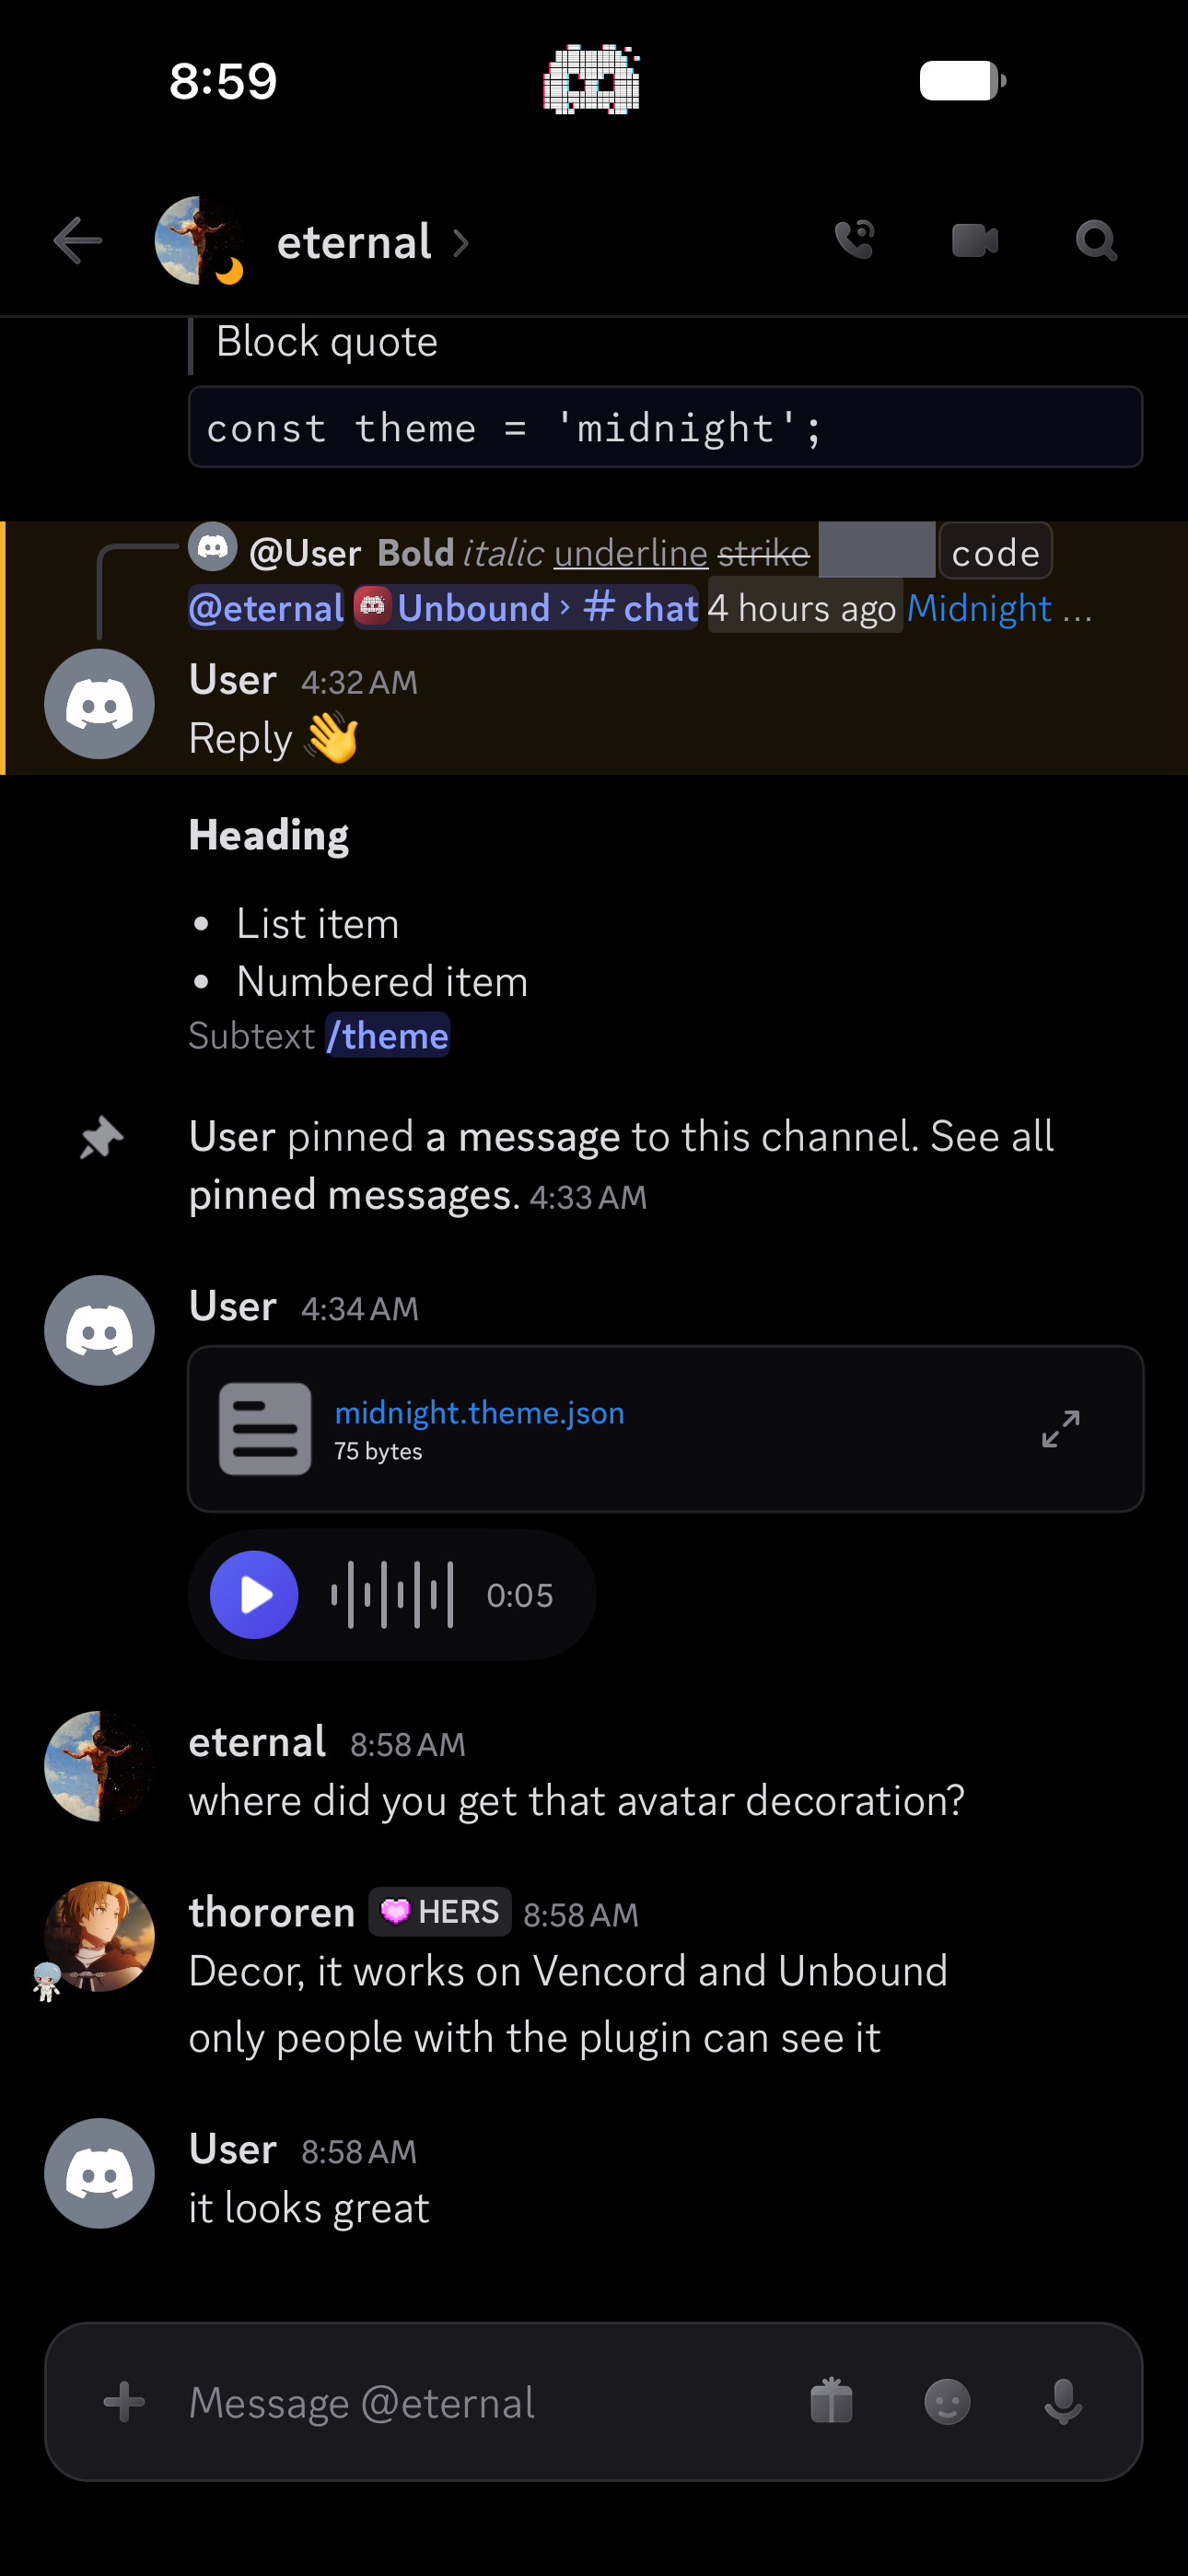 8:59
eternal
Block quote
const theme = 'midnight';
@User Bold italic underline strike code
@eternal Unbound › # chat 4 hours ago Midnight ...
User 4:32 AM
Reply 👋
Heading
• List item
• Numbered item
Subtext /theme
User pinned a message to this channel. See all
pinned messages. 4:33 AM
User 4:34 AM
midnight.theme.json
75 bytes
0:05
eternal 8:58 AM
where did you get that avatar decoration?
thororen HERS 8:58 AM
Decor, it works on Vencord and Unbound
only people with the plugin can see it
User 8:58 AM
it looks great
Message @eternal